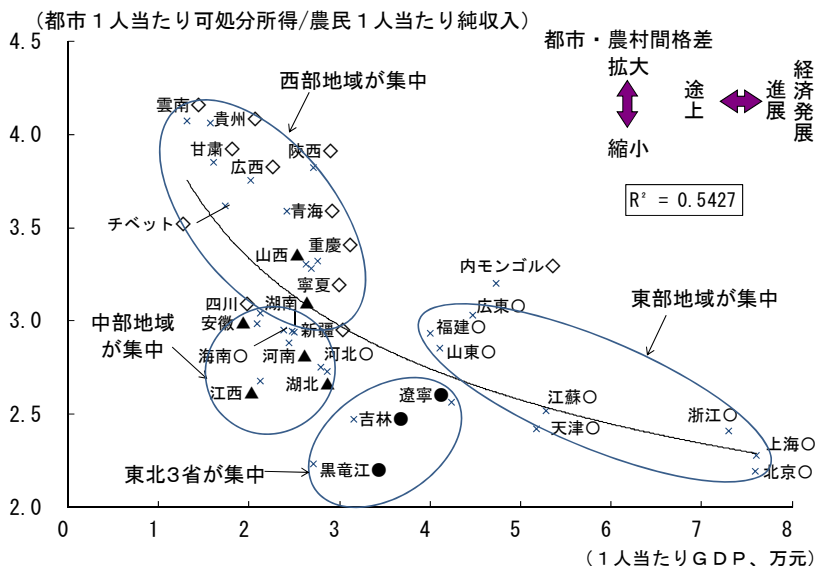 （都市１人当たり可処分所得/農民１人当たり純収入）
4.5
4.0
3.5
3.0
2.5
2.0
0
1
2
3
4
5
6
7
8
（１人当たりＧＤＰ、万元）
都市・農村間格差
拡大
縮小
途上
進展
経済発展
R² = 0.5427
西部地域が集中
雲南◇
貴州◇
甘粛◇
広西◇
陝西◇
チベット◇
青海◇
山西▲
重慶◇
寧夏◇
四川◇
湖南▲
中部地域
が集中
安徽▲
新疆◇
海南○
河南▲
河北○
江西▲
湖北▲
東北3省が集中
遼寧●
吉林●
黒竜江●
内モンゴル◇
東部地域が集中
広東○
福建○
山東○
江蘇○
天津○
浙江○
上海○
北京○